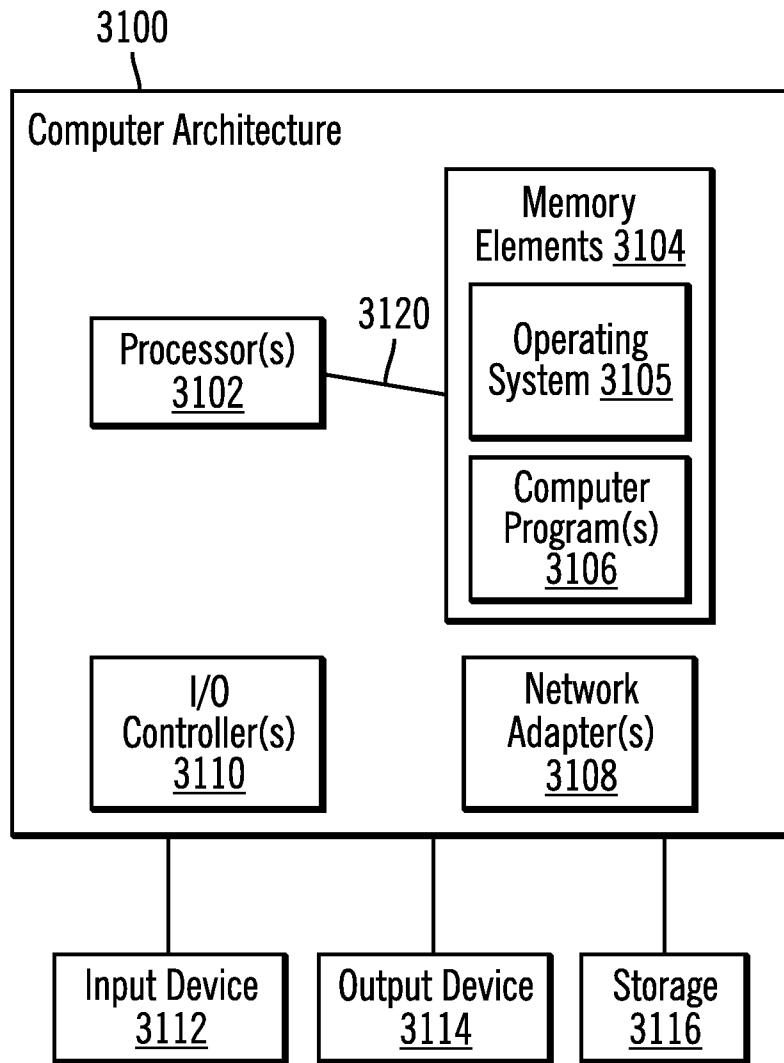 3100
Computer Architecture
Memory
Elements 3104
Operating
System 3105
3120
Processor(s)
3102
Computer
Program(s)
3106
I/O
Controller(s)
3110
Network
Adapter(s)
3108
Input Device
3112
Output Device
3114
Storage
3116